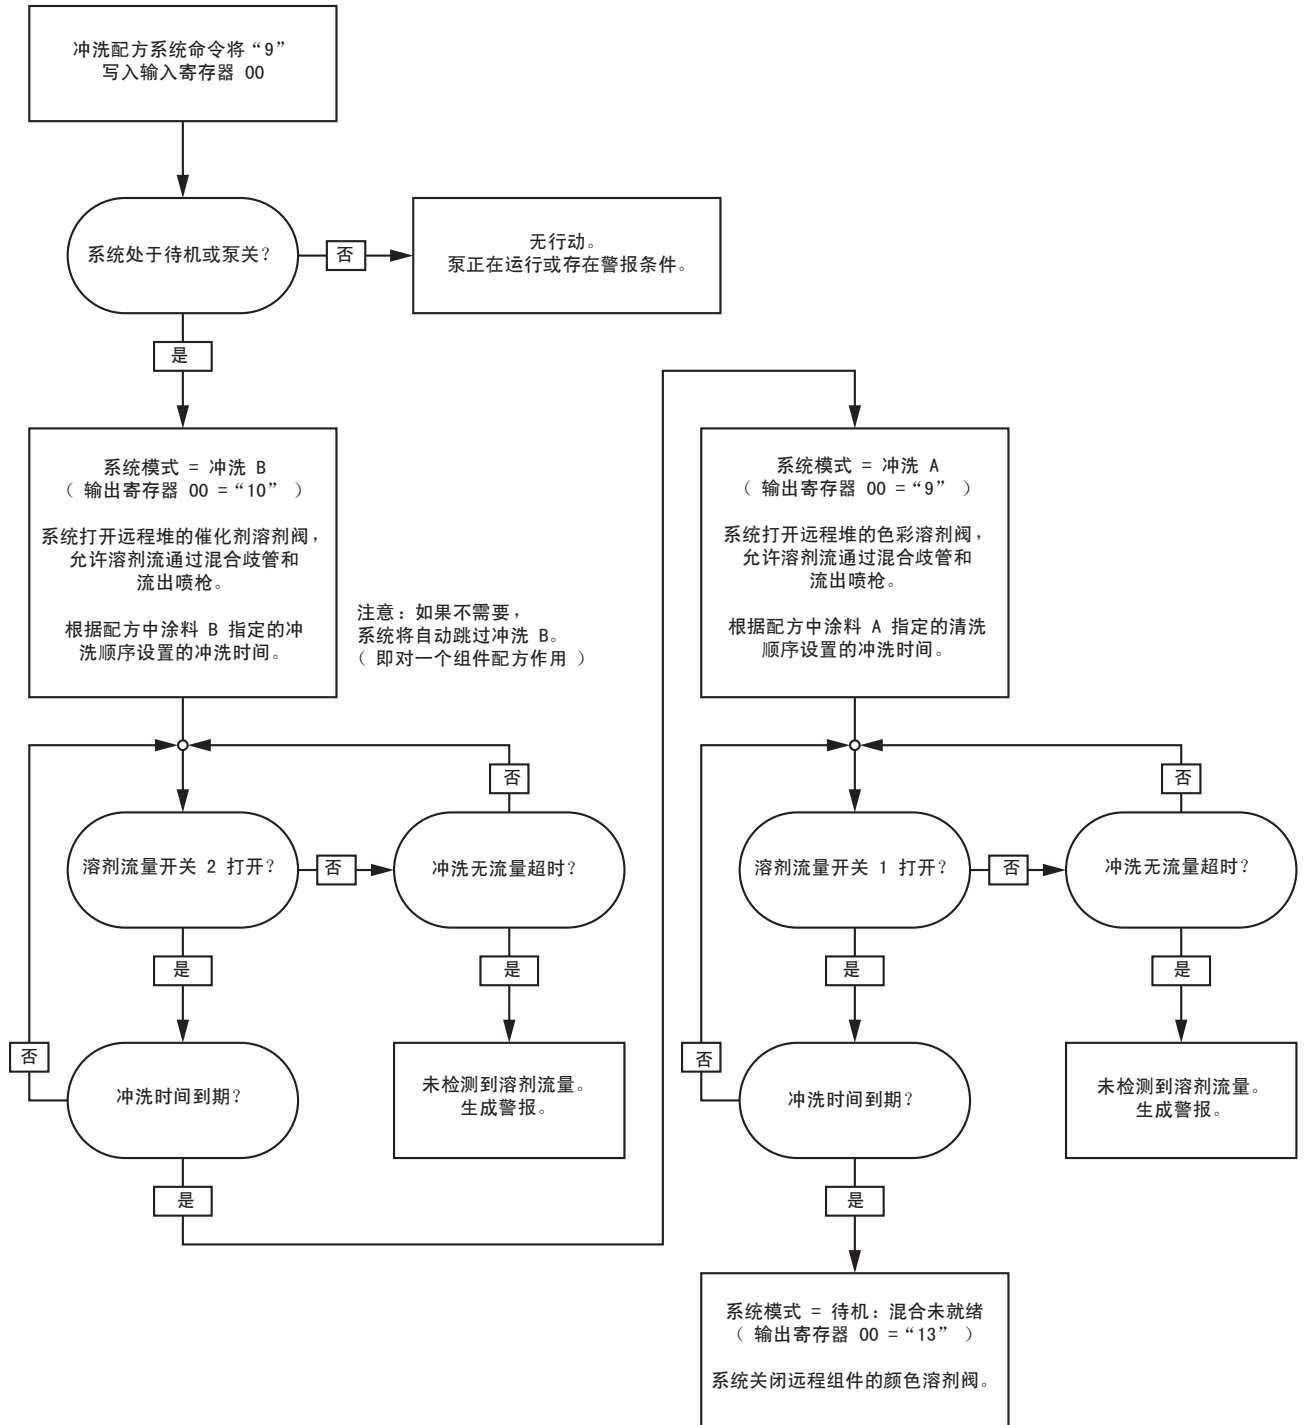 冲洗配方系统命令将“9”
写入输入寄存器 00
系统处于待机或泵关?
否
无行动。
泵正在运行或存在警报条件。
是
系统模式 = 冲洗 B
( 输出寄存器 00 =“10” )
系统打开远程堆的催化剂溶剂阀,
允许溶剂流通过混合歧管和
流出喷枪。
根据配方中涂料 B 指定的冲
洗顺序设置的冲洗时间。
注意: 如果不需要,
系统将自动跳过冲洗 B。
( 即对一个组件配方作用 )
系统模式 = 冲洗 A
( 输出寄存器 00 =“9” )
系统打开远程堆的色彩溶剂阀,
允许溶剂流通过混合歧管和
流出喷枪。
根据配方中涂料 A 指定的清洗
顺序设置的冲洗时间。
否
溶剂流量开关 2 打开?
否
冲洗无流量超时?
是
是
否
冲洗时间到期?
未检测到溶剂流量。
生成警报。
是
否
溶剂流量开关 1 打开?
否
冲洗无流量超时?
是
是
否
冲洗时间到期?
未检测到溶剂流量。
生成警报。
是
系统模式 = 待机: 混合未就绪
( 输出寄存器 00 =“13” )
系统关闭远程组件的颜色溶剂阀。